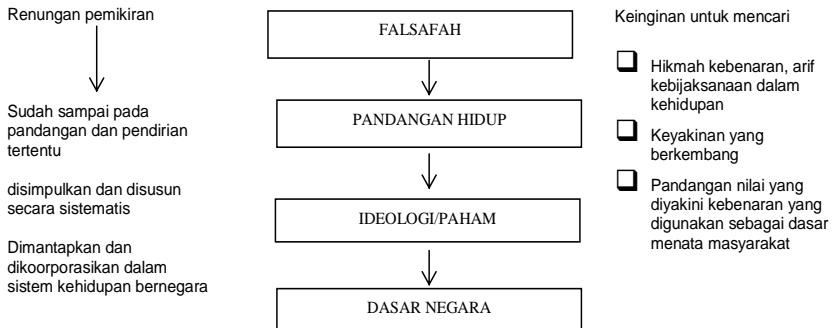 Renungan pemikiran
Sudah sampai pada
pandangan dan pendirian
tertentu
disimpulkan dan disusun
secara sistematis
Dimantapkan dan
dikoorporasikan dalam
sistem kehidupan bernegara
FALSAFAH
PANDANGAN HIDUP
IDEOLOGI/PAHAM
DASAR NEGARA
Keinginan untuk mencari
Hikmah kebenaran, arif
kebijaksanaan dalam
kehidupan
Keyakinan yang
berkembang
Pandangan nilai yang
diyakini kebenaran yang
digunakan sebagai dasar
menata masyarakat